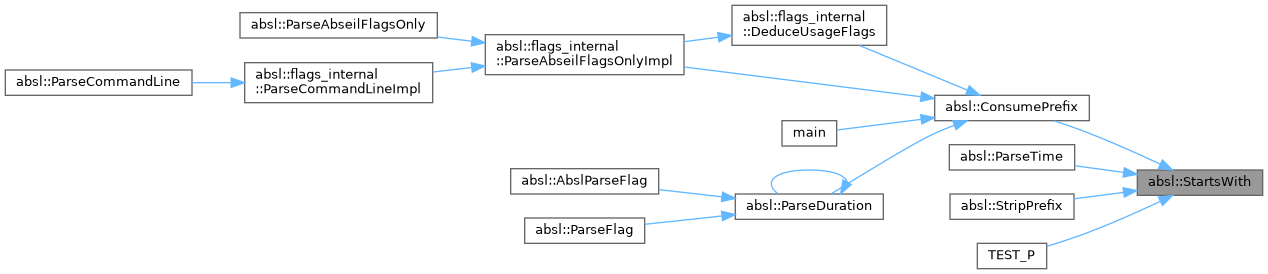 absl::ParseAbseilFlagsOnly
absl::flags_internal
::DeduceUsageFlags
absl::flags_internal
::ParseAbseilFlagsOnlyImpl
absl::ParseCommandLine
absl::flags_internal
::ParseCommandLineImpl
absl::ConsumePrefix
main
absl::ParseTime
absl::AbslParseFlag
absl::StartsWith
absl::ParseDuration
absl::StripPrefix
absl::ParseFlag
TEST_P